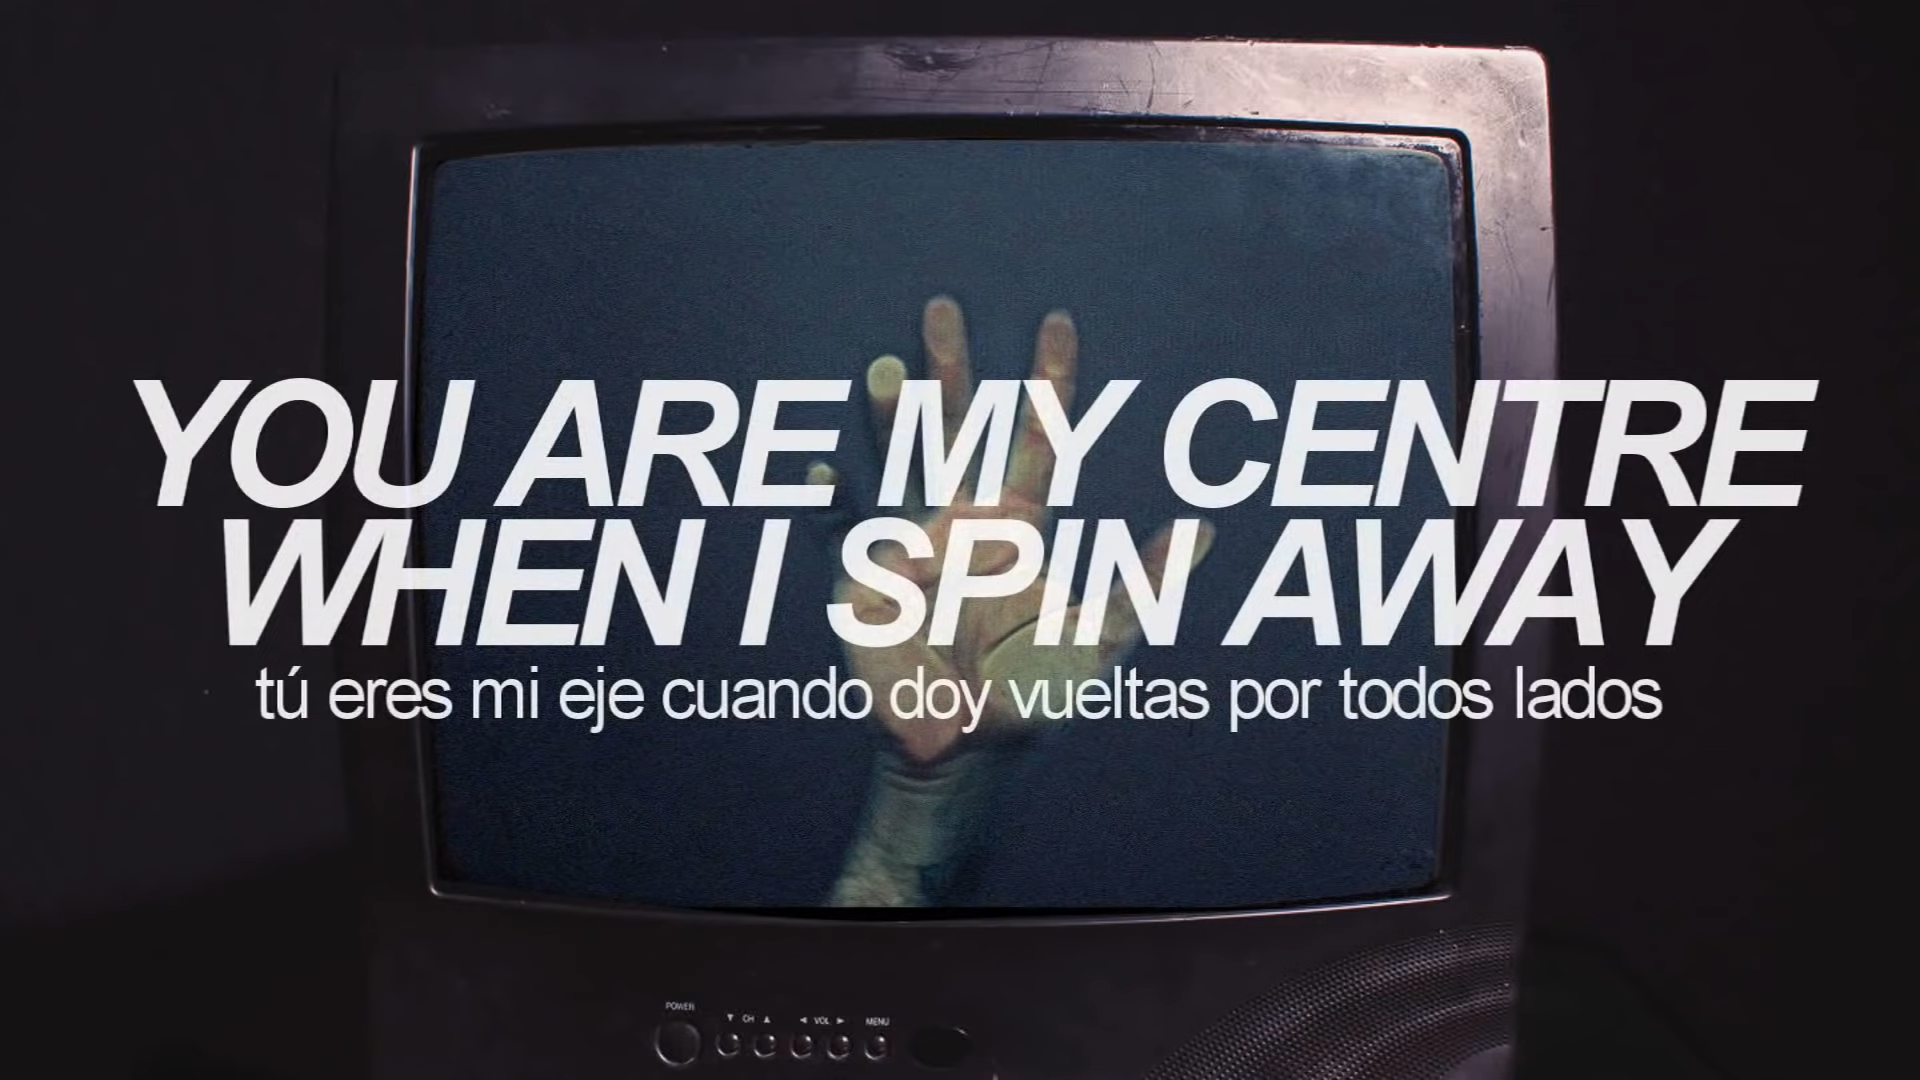 YOU ARE MY CENTRE
WHEN I SPIN AWAY
tú eres mi eje cuando doy vueltas por todos lados
POWER
▼ CH ▲ ◄ VOL ► MENU